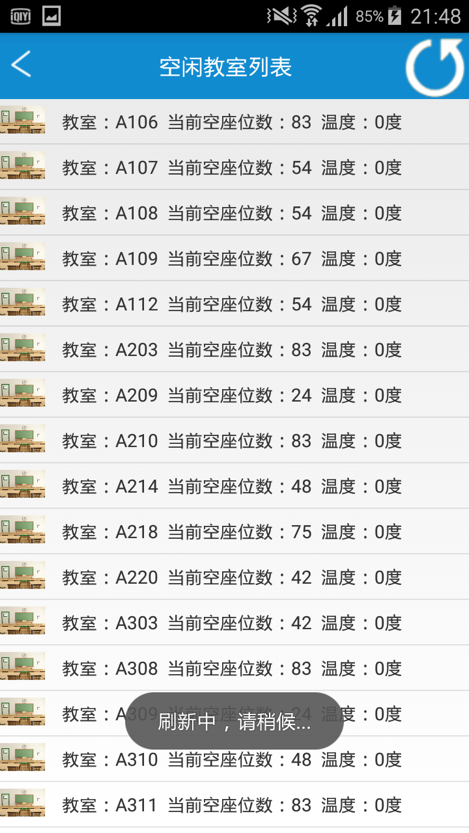 QIYI 85% 21:48
空闲教室列表
教室：A106 当前空座位数：83 温度：0度
教室：A107 当前空座位数：54 温度：0度
教室：A108 当前空座位数：54 温度：0度
教室：A109 当前空座位数：67 温度：0度
教室：A112 当前空座位数：54 温度：0度
教室：A203 当前空座位数：83 温度：0度
教室：A209 当前空座位数：24 温度：0度
教室：A210 当前空座位数：83 温度：0度
教室：A214 当前空座位数：48 温度：0度
教室：A218 当前空座位数：75 温度：0度
教室：A220 当前空座位数：42 温度：0度
教室：A303 当前空座位数：42 温度：0度
教室：A308 当前空座位数：83 温度：0度
教室：A309 当前空座位数：24 温度：0度
刷新中，请稍候...
教室：A310 当前空座位数：48 温度：0度
教室：A311 当前空座位数：83 温度：0度